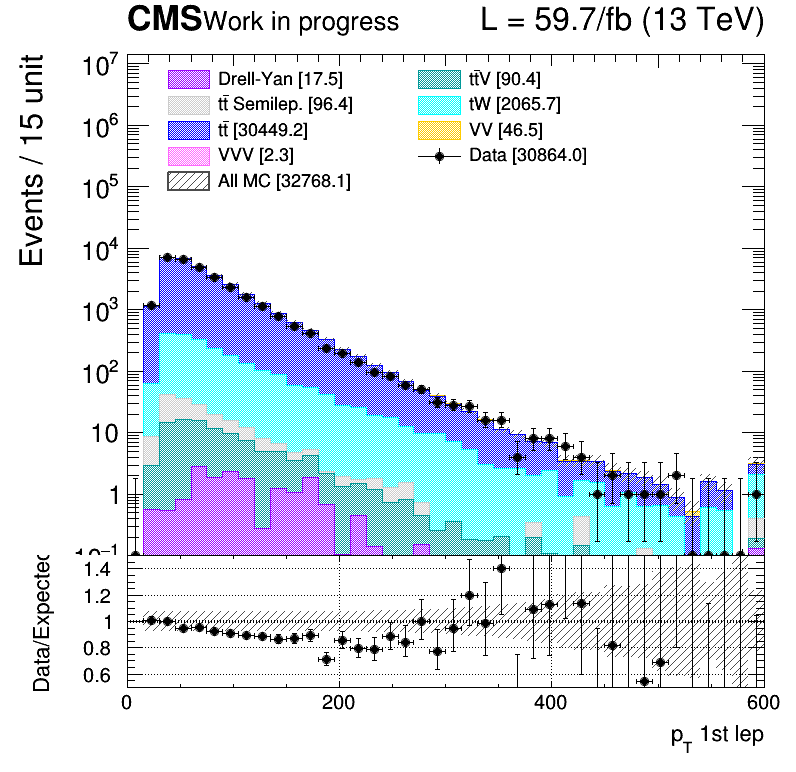 CMS Work in progress L = 59.7/fb (13 TeV)
Events / 15 unit
10⁷
10⁶
10⁵
10⁴
10³
10²
10
1
10⁻¹
Drell-Yan [17.5]
tt̄ Semilep. [96.4]
tt̄ [30449.2]
VVV [2.3]
All MC [32768.1]
tt̄V [90.4]
tW [2065.7]
VV [46.5]
Data [30864.0]
Data/Expected
1.4
1.2
1
0.8
0.6
0 200 400 600
p_T 1st lep